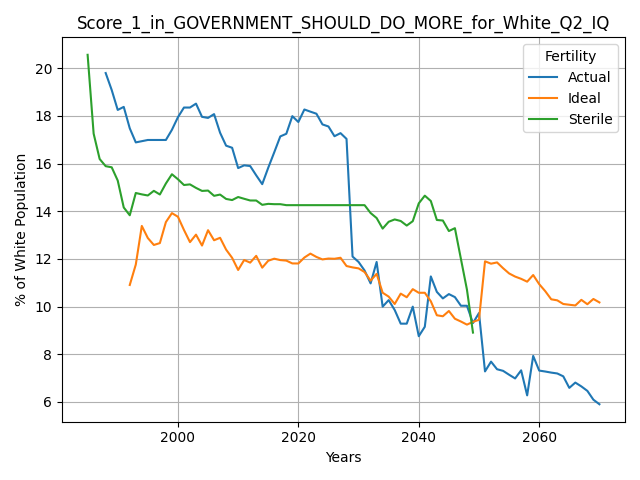 Score_1_in_GOVERNMENT_SHOULD_DO_MORE_for_White_Q2_IQ
Fertility
Actual
Ideal
Sterile
% of White Population
20
18
16
14
12
10
8
6
2000 2020 2040 2060
Years